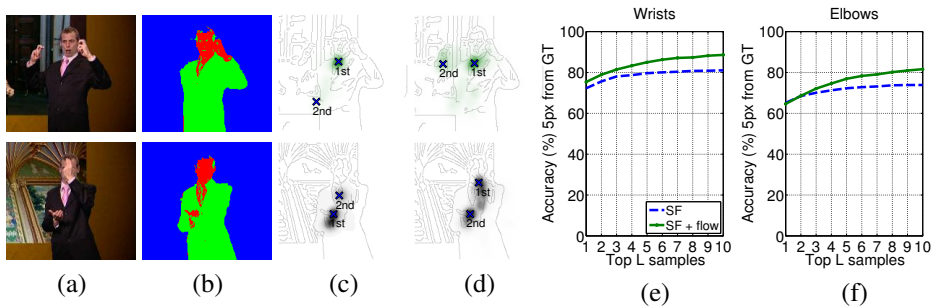 1st
2nd
2nd
1st
2nd
1st
1st
2nd
(a)
(b)
(c)
(d)
Wrists
Accuracy (%) 5px from GT
100
80
60
40
20
0
1 2 3 4 5 6 7 8 9 10
Top L samples
SF
SF + flow
(e)
Elbows
Accuracy (%) 5px from GT
100
80
60
40
20
0
1 2 3 4 5 6 7 8 9 10
Top L samples
(f)